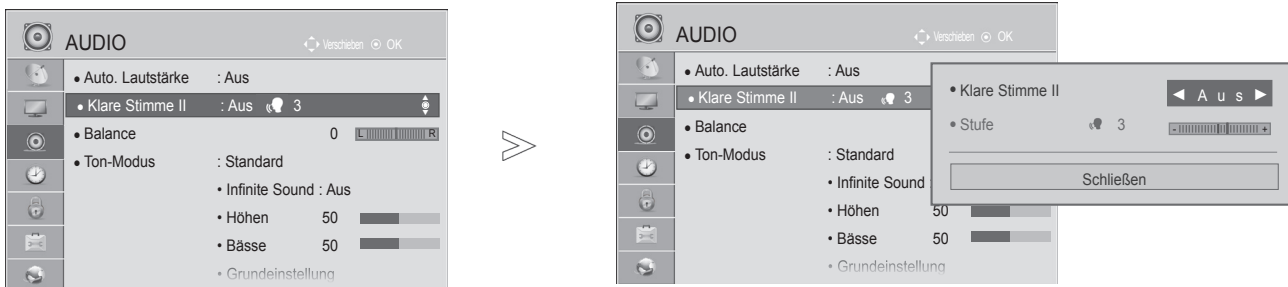 AUDIO
Verschieben OK
• Auto. Lautstärke : Aus
• Klare Stimme II : Aus 3
• Balance 0 L R
• Ton-Modus : Standard
• Infinite Sound : Aus
• Höhen 50
• Bässe 50
• Grundeinstellung
AUDIO
Verschieben OK
• Auto. Lautstärke : Aus
• Klare Stimme II : Aus 3
• Balance
• Ton-Modus : Standard
• Infinite Sound :
• Höhen 50
• Bässe 50
• Grundeinstellung
• Klare Stimme II ◄ Aus ►
• Stufe 3 - +
Schließen